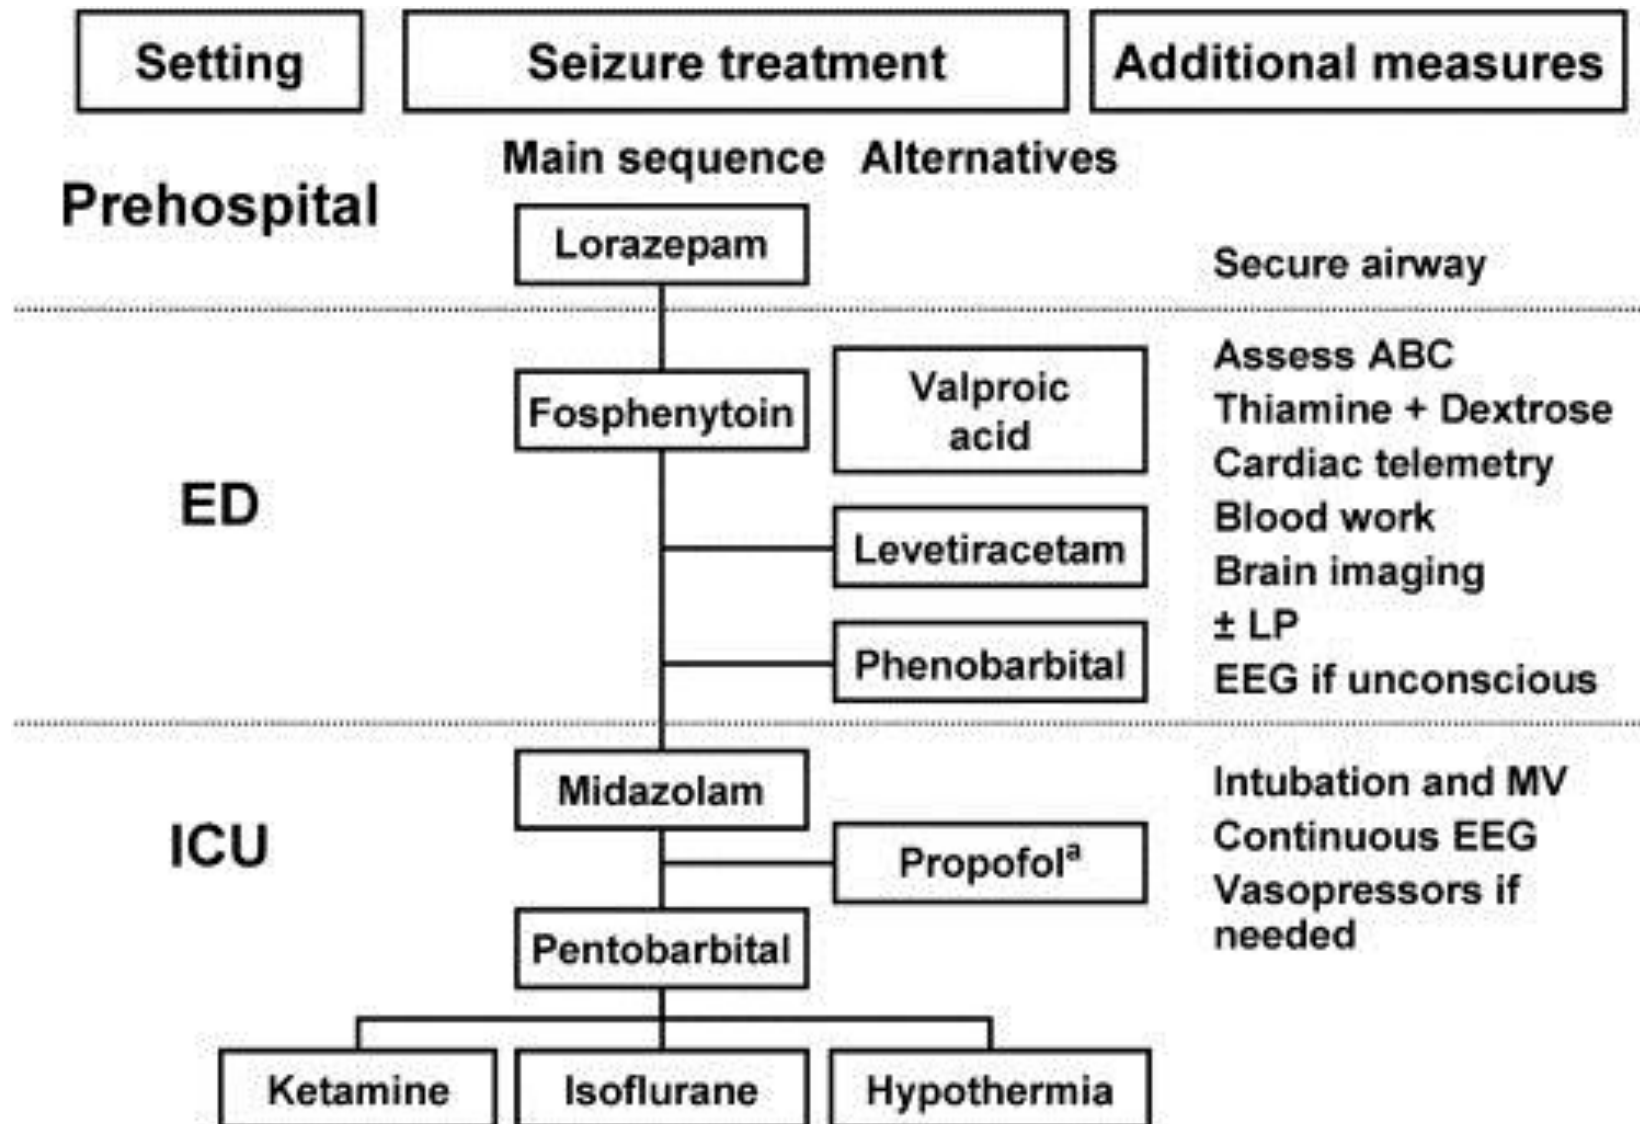 Setting
Seizure treatment
Additional measures
Main sequence
Alternatives
Prehospital
Lorazepam
Secure airway
ED
Fosphenytoin
Valproic
acid
Levetiracetam
Phenobarbital
Assess ABC
Thiamine + Dextrose
Cardiac telemetry
Blood work
Brain imaging
± LP
EEG if unconscious
ICU
Midazolam
Propofolᵃ
Pentobarbital
Intubation and MV
Continuous EEG
Vasopressors if
needed
Ketamine
Isoflurane
Hypothermia